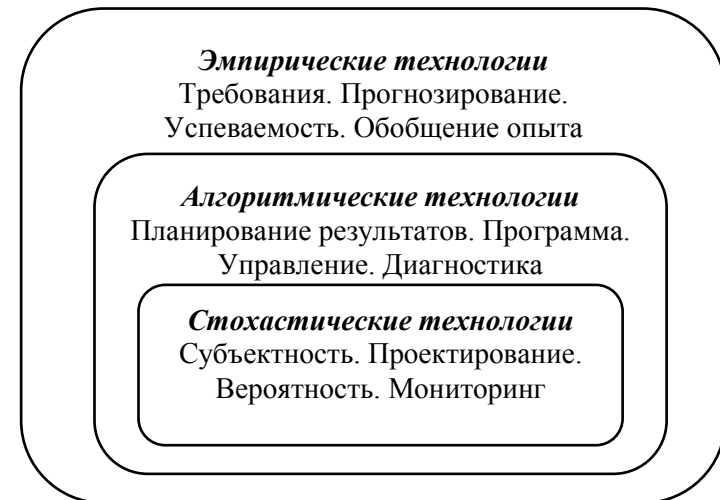 Эмпирические технологии
Требования. Прогнозирование.
Успеваемость. Обобщение опыта
Алгоритмические технологии
Планирование результатов. Программа.
Управление. Диагностика
Стохастические технологии
Субъектность. Проектирование.
Вероятность. Мониторинг